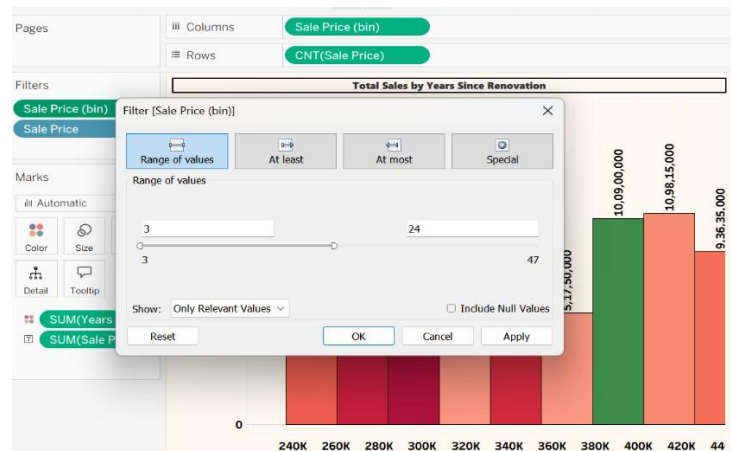 Pages
Columns
Sale Price (bin)
Rows
CNT(Sale Price)
Filters
Sale Price (bin)
Sale Price
Total Sales by Years Since Renovation
Filter [Sale Price (bin)]
Range of values
At least
At most
Special
Range of values
3
24
3
47
Show: Only Relevant Values
Include Null Values
Reset
OK
Cancel
Apply
Marks
Automatic
Color
Size
Detail
Tooltip
SUM(Years
SUM(Sale P
5,17,50,000
10,09,00,000
10,98,15,000
9,36,35,000
0
240K 260K 280K 300K 320K 340K 360K 380K 400K 420K 44